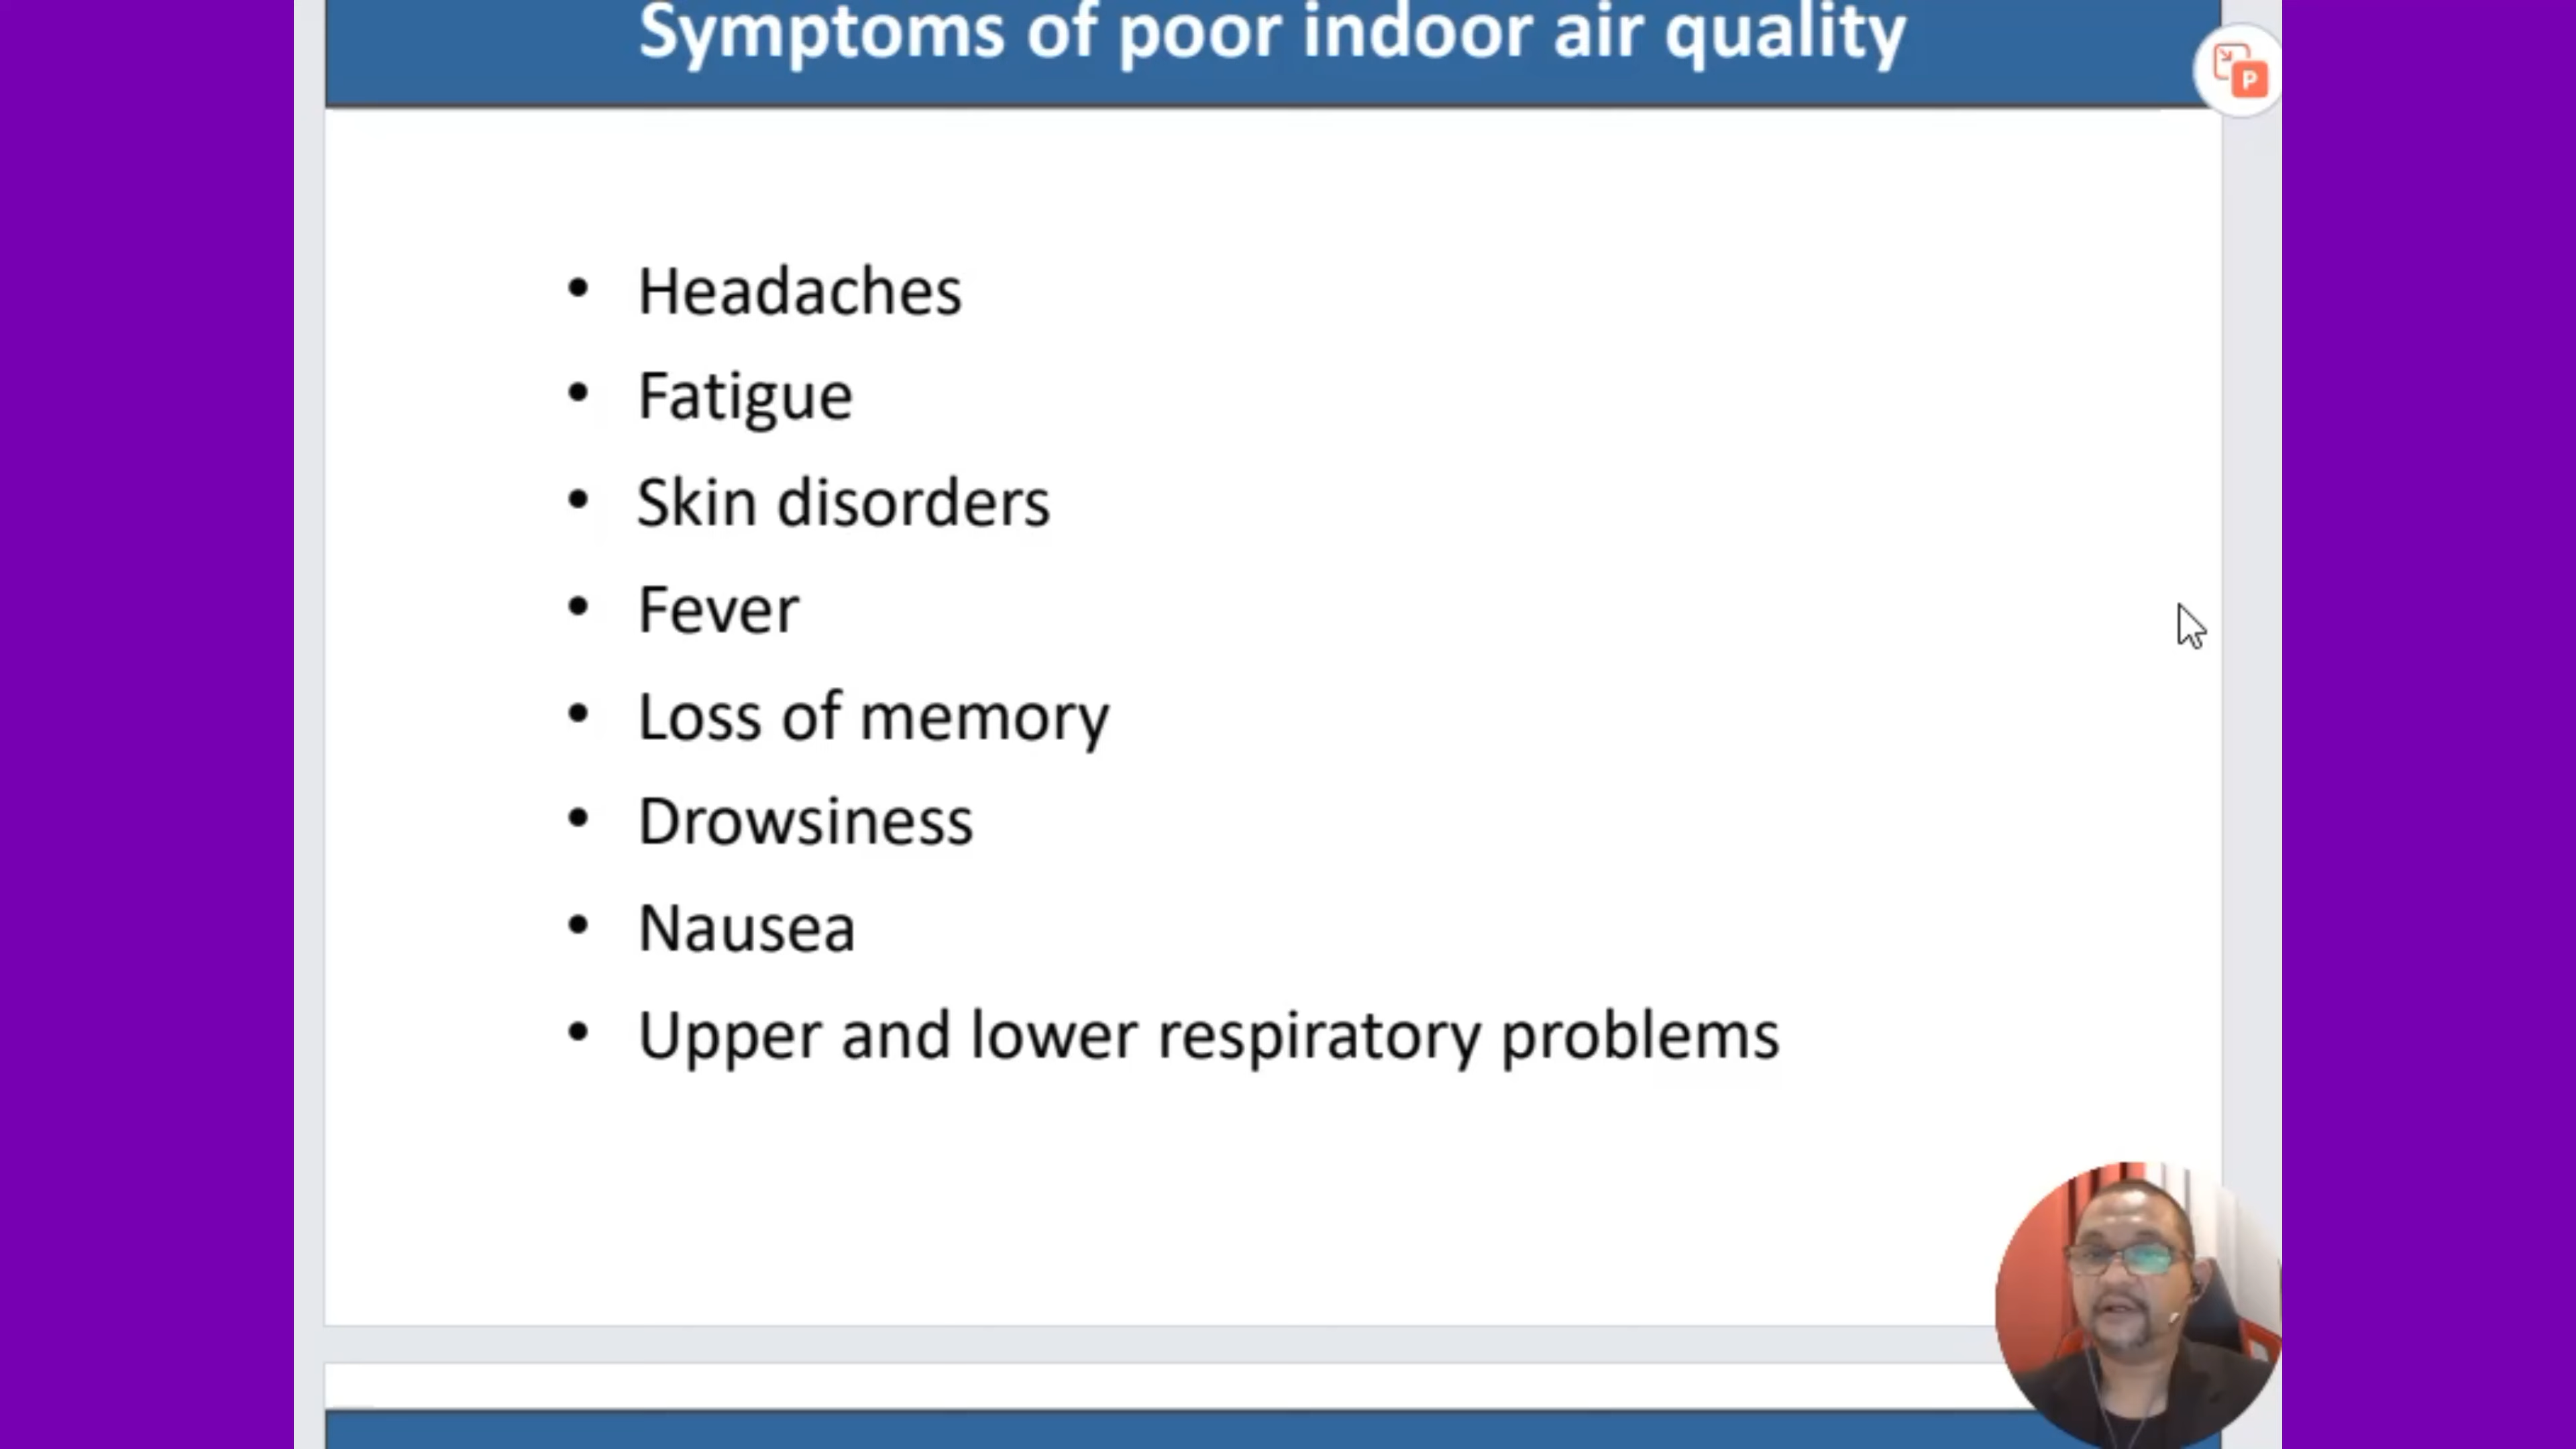 Symptoms of poor indoor air quality
P
• Headaches
• Fatigue
• Skin disorders
• Fever
• Loss of memory
• Drowsiness
• Nausea
• Upper and lower respiratory problems